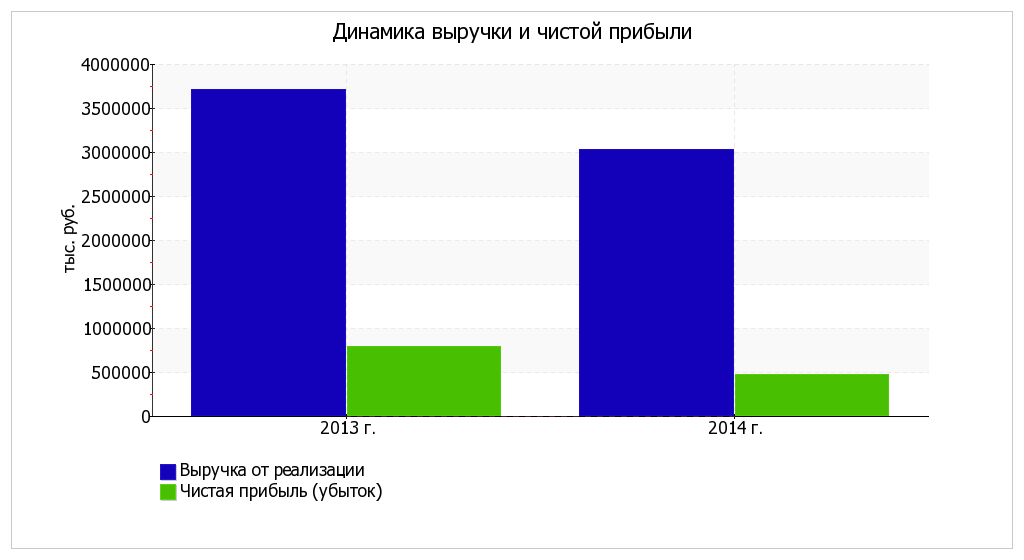 Динамика выручки и чистой прибыли
4000000
3500000
3000000
2500000
2000000
1500000
1000000
500000
0
тыс. руб.
2013 г.
2014 г.
Выручка от реализации
Чистая прибыль (убыток)